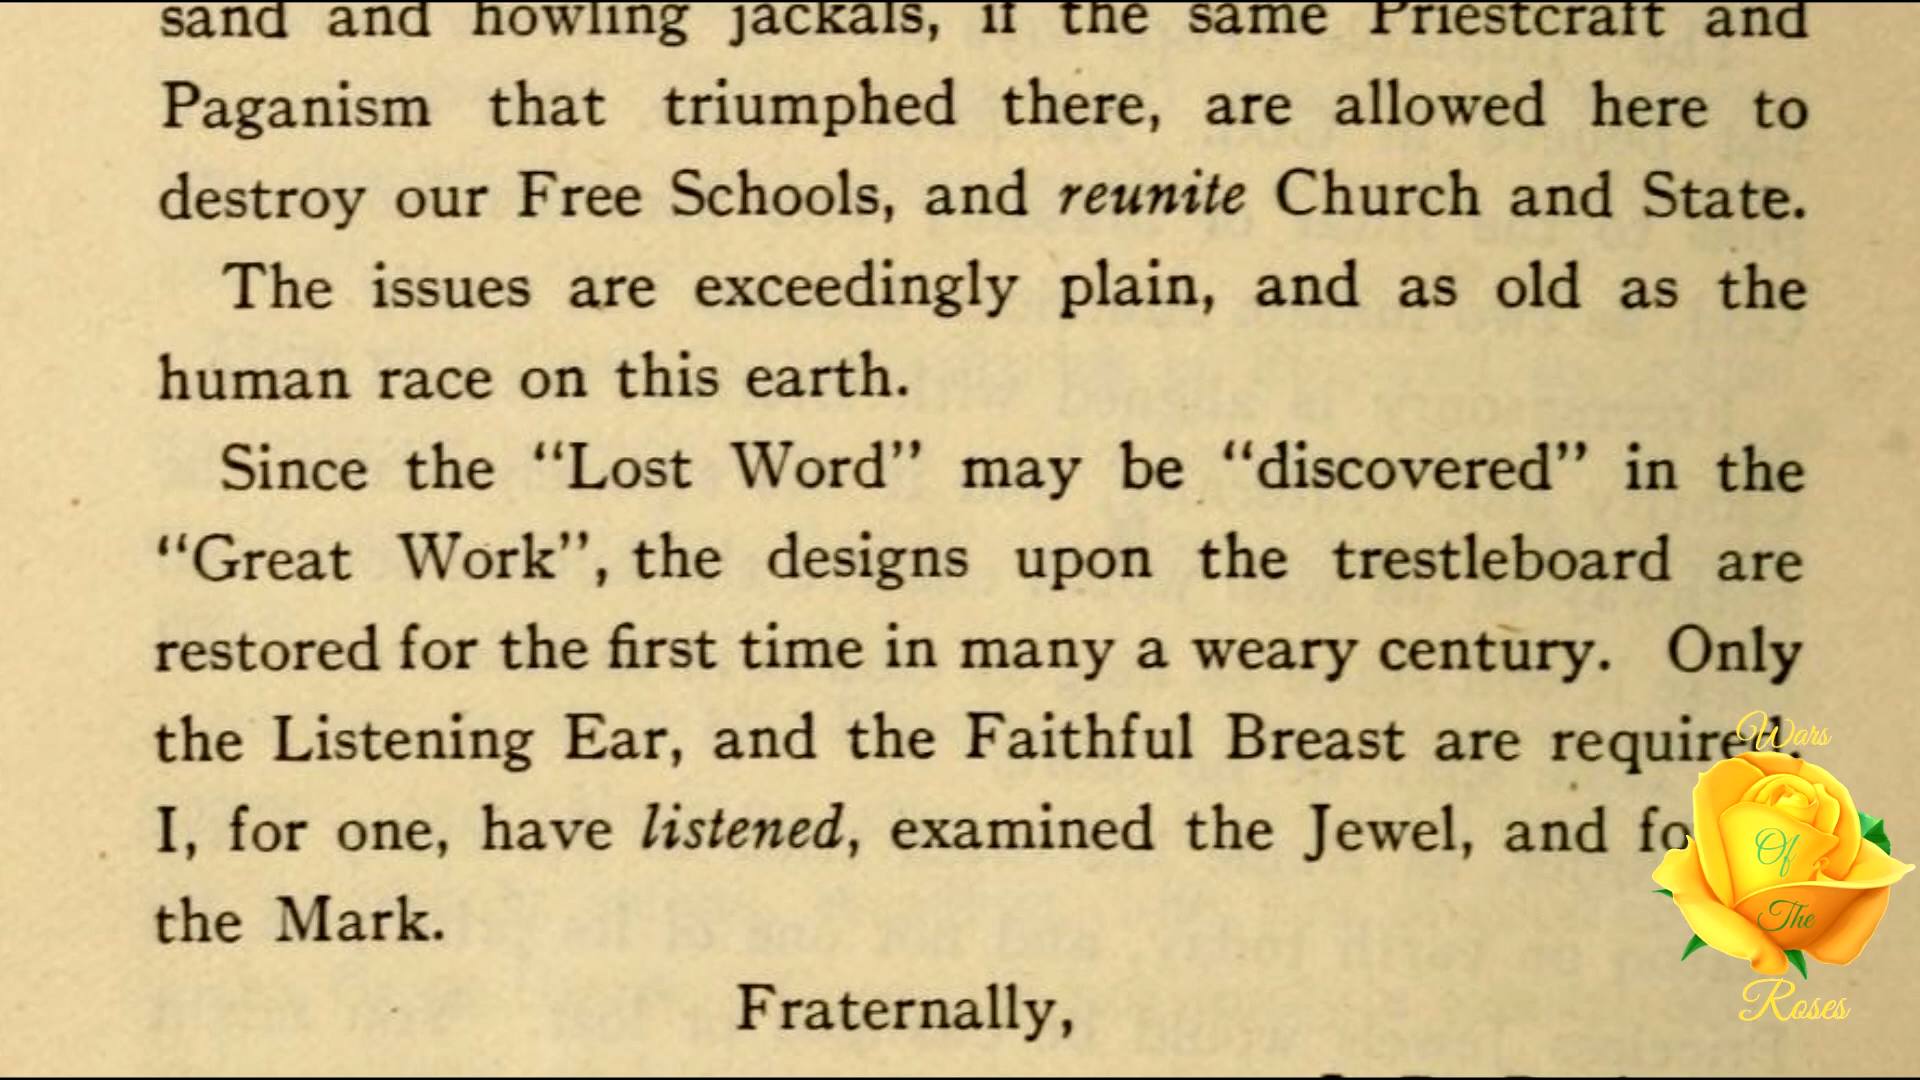 sand and howling jackals, if the same Priestcraft and
Paganism that triumphed there, are allowed here to
destroy our Free Schools, and reunite Church and State.
The issues are exceedingly plain, and as old as the
human race on this earth.
Since the “Lost Word” may be “discovered” in the
“Great Work”, the designs upon the trestleboard are
restored for the first time in many a weary century. Only
the Listening Ear, and the Faithful Breast are required.
I, for one, have listened, examined the Jewel, and
the Mark.
Fraternally,
Wars
Of
The
Roses